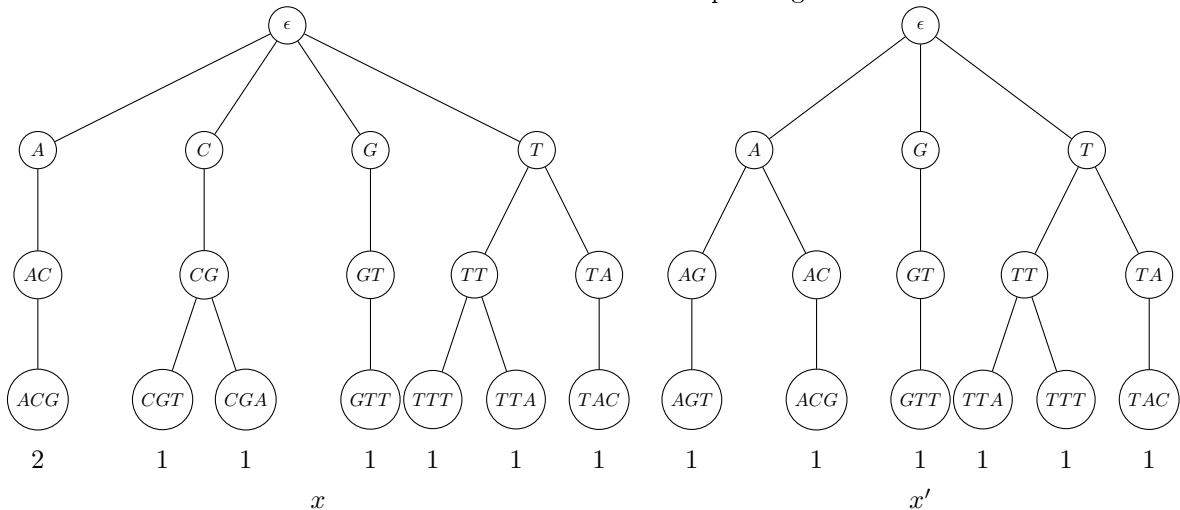 ϵ ϵ
A C G T A G T
AC CG GT TT TA AG AC GT TT TA
ACG CGT CGA GTT TTT TTA TAC AGT ACG GTT TTA TTT TAC
2 1 1 1 1 1 1 1 1 1 1 1 1
x x′